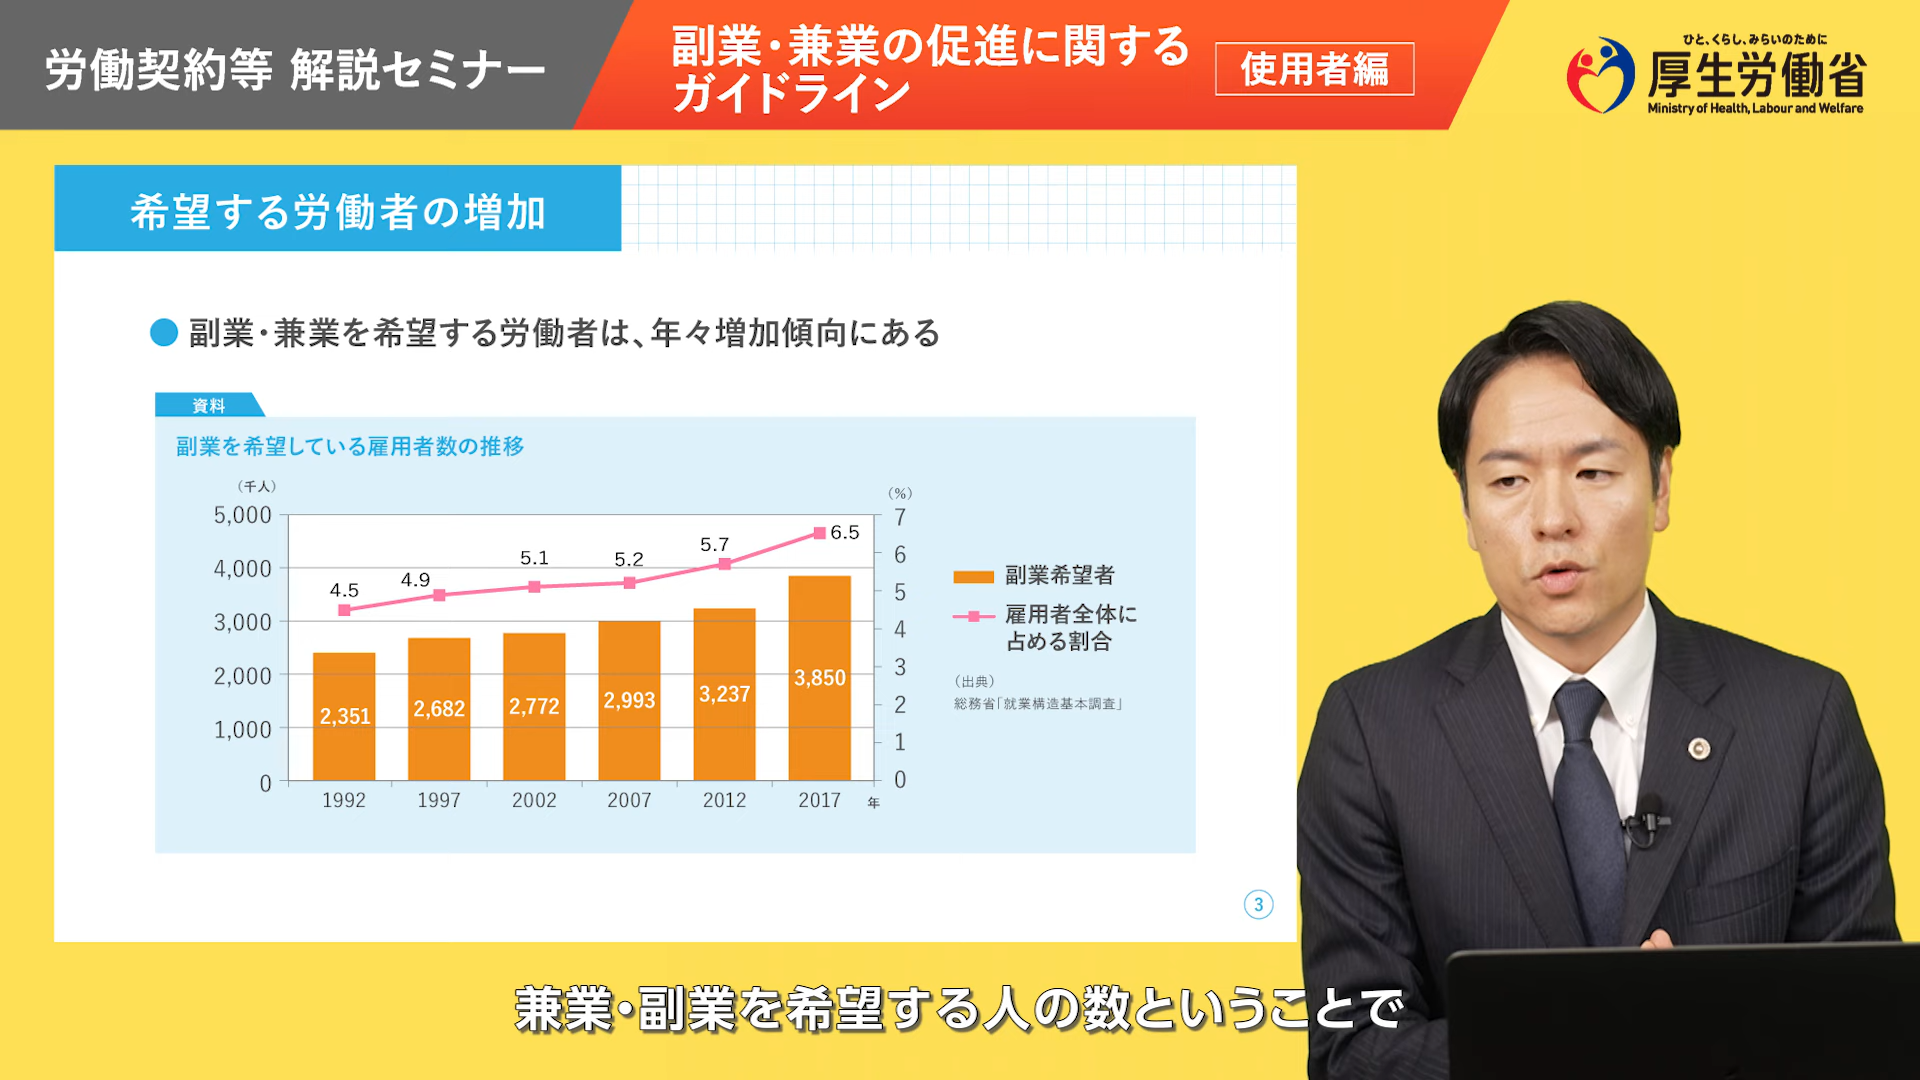 労働契約等 解説セミナー
副業・兼業の促進に関する
ガイドライン
使用者編
ひと、くらし、みらいのために
厚生労働省
Ministry of Health, Labour and Welfare
希望する労働者の増加
副業・兼業を希望する労働者は、年々増加傾向にある
資料
副業を希望している雇用者数の推移
（千人）
（%）
5,000
4,000
3,000
2,000
1,000
0
7
6
5
4
3
2
1
0
4.5
4.9
5.1
5.2
5.7
6.5
2,351
2,682
2,772
2,993
3,237
3,850
1992
1997
2002
2007
2012
2017
年
副業希望者
雇用者全体に
占める割合
（出典）
総務省「就業構造基本調査」
3
兼業・副業を希望する人の数ということで